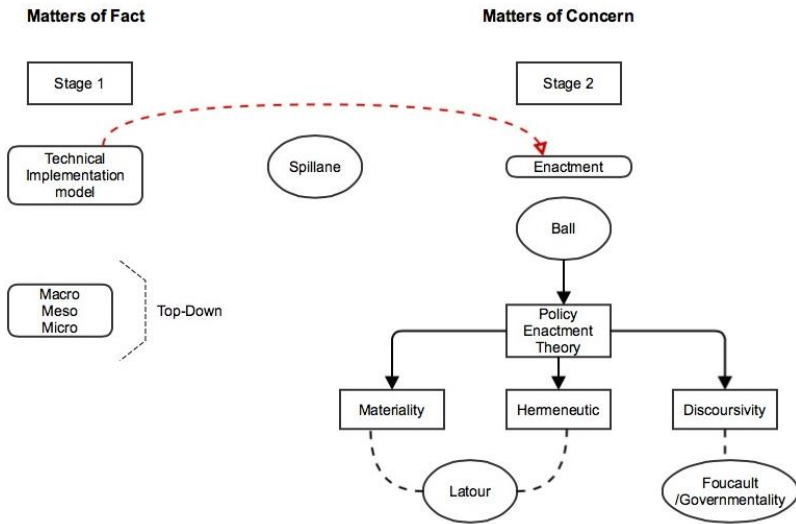 Matters of Fact
Matters of Concern
Stage 1
Stage 2
Technical
Implementation
model
Spillane
Enactment
Ball
Macro
Meso
Micro
Top-Down
Policy
Enactment
Theory
Materiality
Hermeneutic
Discoursivity
Latour
Foucault
/Governmentality